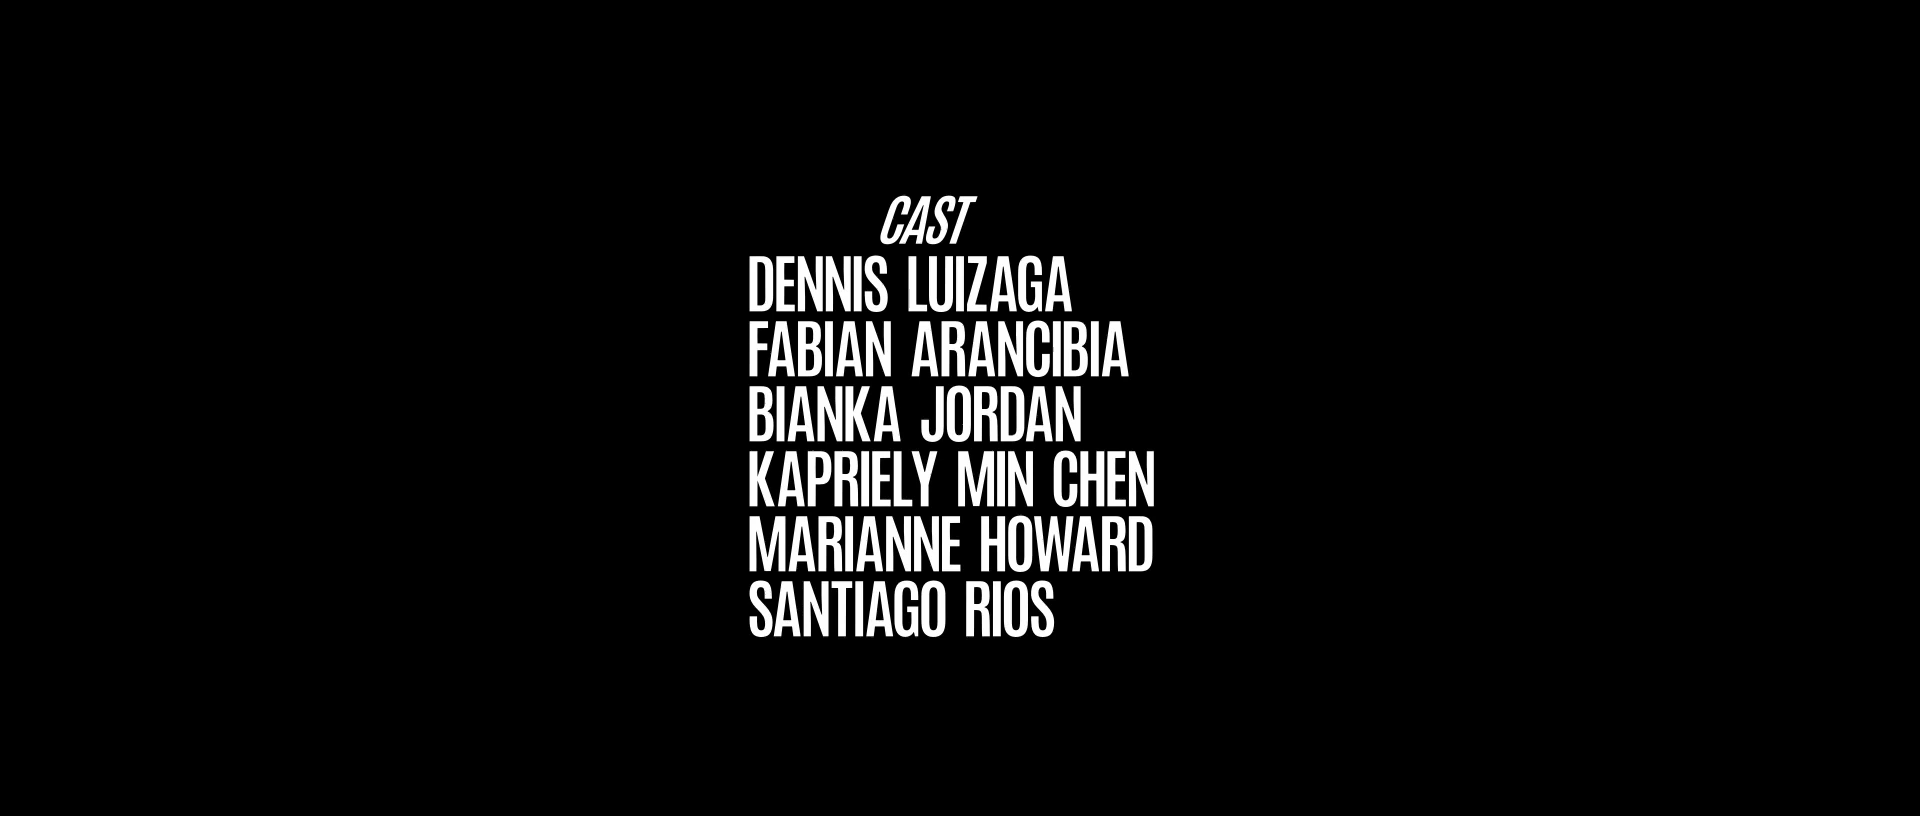 CAST
DENNIS LUIZAGA
FABIAN ARANCIBIA
BIANKA JORDAN
KAPRIELY MIN CHEN
MARIANNE HOWARD
SANTIAGO RIOS